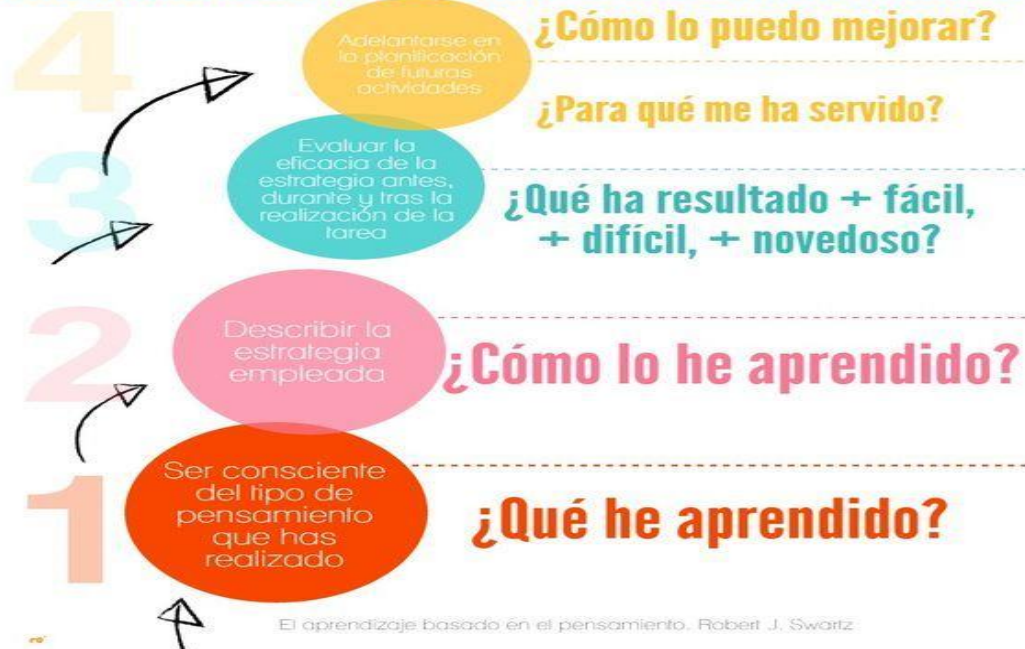 4
Adelantarse en
la planificación
de futuras
actividades
¿Cómo lo puedo mejorar?
¿Para qué me ha servido?
3
Evaluar la
eficacia de la
estrategia antes,
durante y tras la
realización de la
tarea
¿Qué ha resultado + fácil,
+ difícil, + novedoso?
2
Describir la
estrategia
empleada
¿Cómo lo he aprendido?
1
Ser consciente
del tipo de
pensamiento
que has
realizado
¿Qué he aprendido?
El aprendizaje basado en el pensamiento. Robert J. Swartz